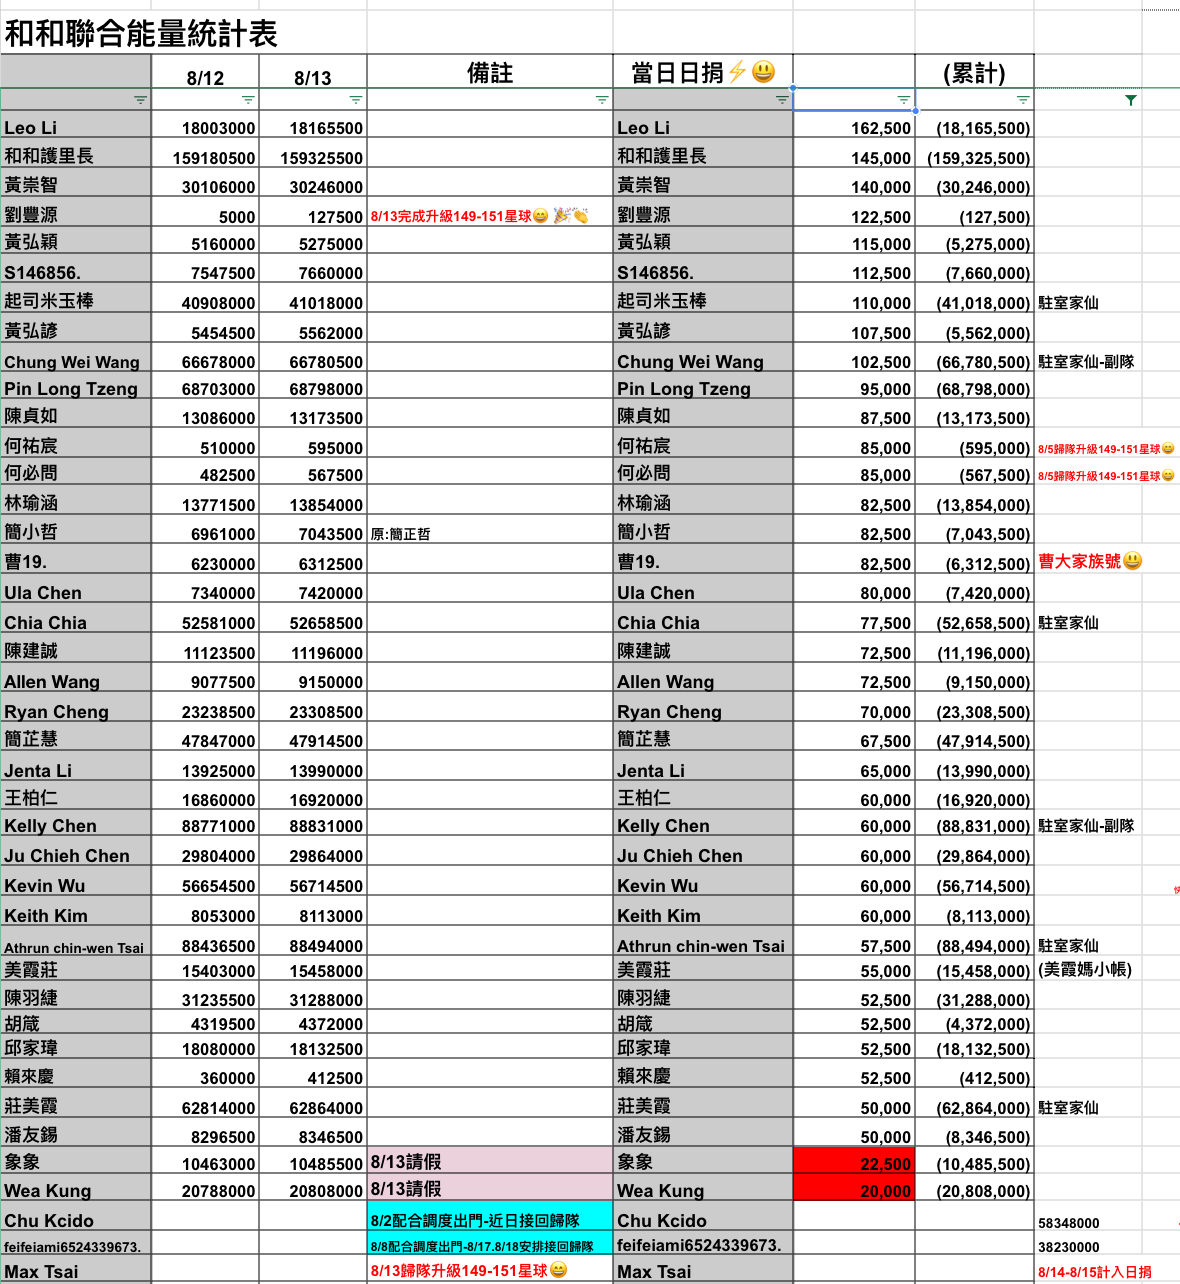 和和聯合能量統計表
8/12 8/13 備註 當日日捐⚡😃 (累計)
Leo Li 18003000 18165500 Leo Li 162,500 (18,165,500)
和和護里長 159180500 159325500 和和護里長 145,000 (159,325,500)
黃崇智 30106000 30246000 黃崇智 140,000 (30,246,000)
劉豐源 5000 127500 8/13完成升級149-151星球😄 🎉👏 劉豐源 122,500 (127,500)
黃弘穎 5160000 5275000 黃弘穎 115,000 (5,275,000)
S146856. 7547500 7660000 S146856. 112,500 (7,660,000)
起司米玉棒 40908000 41018000 起司米玉棒 110,000 (41,018,000) 駐室家仙
黃弘諺 5454500 5562000 黃弘諺 107,500 (5,562,000)
Chung Wei Wang 66678000 66780500 Chung Wei Wang 102,500 (66,780,500) 駐室家仙-副隊
Pin Long Tzeng 68703000 68798000 Pin Long Tzeng 95,000 (68,798,000)
陳貞如 13086000 13173500 陳貞如 87,500 (13,173,500)
何祐宸 510000 595000 何祐宸 85,000 (595,000) 8/5歸隊升級149-151星球😄
何必問 482500 567500 何必問 85,000 (567,500) 8/5歸隊升級149-151星球😄
林瑜涵 13771500 13854000 林瑜涵 82,500 (13,854,000)
簡小哲 6961000 7043500 原:簡正哲 簡小哲 82,500 (7,043,500)
曹19. 6230000 6312500 曹19. 82,500 (6,312,500) 曹大家族號😃
Ula Chen 7340000 7420000 Ula Chen 80,000 (7,420,000)
Chia Chia 52581000 52658500 Chia Chia 77,500 (52,658,500) 駐室家仙
陳建誠 11123500 11196000 陳建誠 72,500 (11,196,000)
Allen Wang 9077500 9150000 Allen Wang 72,500 (9,150,000)
Ryan Cheng 23238500 23308500 Ryan Cheng 70,000 (23,308,500)
簡芷慧 47847000 47914500 簡芷慧 67,500 (47,914,500)
Jenta Li 13925000 13990000 Jenta Li 65,000 (13,990,000)
王柏仁 16860000 16920000 王柏仁 60,000 (16,920,000)
Kelly Chen 88771000 88831000 Kelly Chen 60,000 (88,831,000) 駐室家仙-副隊
Ju Chieh Chen 29804000 29864000 Ju Chieh Chen 60,000 (29,864,000)
Kevin Wu 56654500 56714500 Kevin Wu 60,000 (56,714,500)
Keith Kim 8053000 8113000 Keith Kim 60,000 (8,113,000)
Athrun chin-wen Tsai 88436500 88494000 Athrun chin-wen Tsai 57,500 (88,494,000) 駐室家仙
美霞莊 15403000 15458000 美霞莊 55,000 (15,458,000) (美霞媽小帳)
陳羽緁 31235500 31288000 陳羽緁 52,500 (31,288,000)
胡箴 4319500 4372000 胡箴 52,500 (4,372,000)
邱家瑋 18080000 18132500 邱家瑋 52,500 (18,132,500)
賴來慶 360000 412500 賴來慶 52,500 (412,500)
莊美霞 62814000 62864000 莊美霞 50,000 (62,864,000) 駐室家仙
潘友錫 8296500 8346500 潘友錫 50,000 (8,346,500)
象象 10463000 10485500 8/13請假 象象 22,500 (10,485,500)
Wea Kung 20788000 20808000 8/13請假 Wea Kung 20,000 (20,808,000)
Chu Kcido 8/2配合調度出門-近日接回歸隊 Chu Kcido 58348000
feifeiami6524339673. 8/8配合調度出門-8/17.8/18安排接回歸隊 feifeiami6524339673. 38230000
Max Tsai 8/13歸隊升級149-151星球😄 Max Tsai 8/14-8/15計入日捐